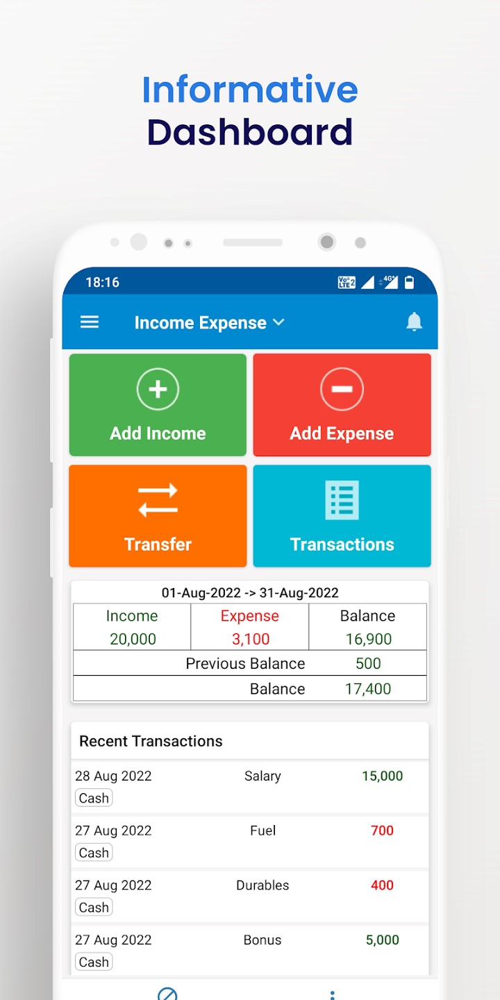 Informative
Dashboard
18:16
VoLTE 2 4G+
Income Expense
Add Income Add Expense
Transfer Transactions
01-Aug-2022 -> 31-Aug-2022
Income Expense Balance
20,000 3,100 16,900
Previous Balance 500
Balance 17,400
Recent Transactions
28 Aug 2022 Salary 15,000
Cash
27 Aug 2022 Fuel 700
Cash
27 Aug 2022 Durables 400
Cash
27 Aug 2022 Bonus 5,000
Cash